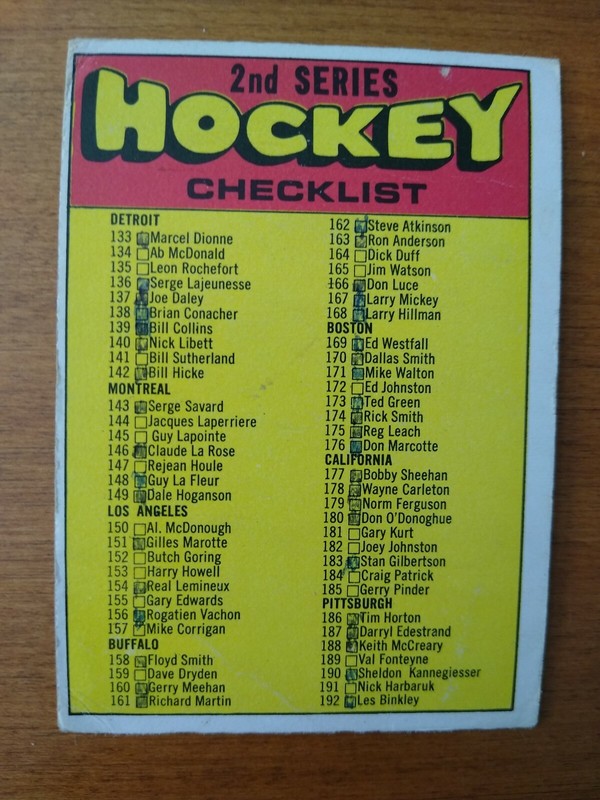 2nd SERIES
HOCKEY
CHECKLIST
DETROIT
133 Marcel Dionne
134 Ab McDonald
135 Leon Rochefort
136 Serge Lajeunesse
137 Joe Daley
138 Brian Conacher
139 Bill Collins
140 Nick Libett
141 Bill Sutherland
142 Bill Hicke
MONTREAL
143 Serge Savard
144 Jacques Laperriere
145 Guy Lapointe
146 Claude La Rose
147 Rejean Houle
148 Guy La Fleur
149 Dale Hoganson
LOS ANGELES
150 Al. McDonough
151 Gilles Marotte
152 Butch Goring
153 Harry Howell
154 Real Lemineux
155 Gary Edwards
156 Rogatien Vachon
157 Mike Corrigan
BUFFALO
158 Floyd Smith
159 Dave Dryden
160 Gerry Meehan
161 Richard Martin
162 Steve Atkinson
163 Ron Anderson
164 Dick Duff
165 Jim Watson
166 Don Luce
167 Larry Mickey
168 Larry Hillman
BOSTON
169 Ed Westfall
170 Dallas Smith
171 Mike Walton
172 Ed Johnston
173 Ted Green
174 Rick Smith
175 Reg Leach
176 Don Marcotte
CALIFORNIA
177 Bobby Sheehan
178 Wayne Carleton
179 Norm Ferguson
180 Don O'Donoghue
181 Gary Kurt
182 Joey Johnston
183 Stan Gilbertson
184 Craig Patrick
185 Gerry Pinder
PITTSBURGH
186 Tim Horton
187 Darryl Edestrand
188 Keith McCreary
189 Val Fonteyne
190 Sheldon Kannegiesser
191 Nick Harbaruk
192 Les Binkley